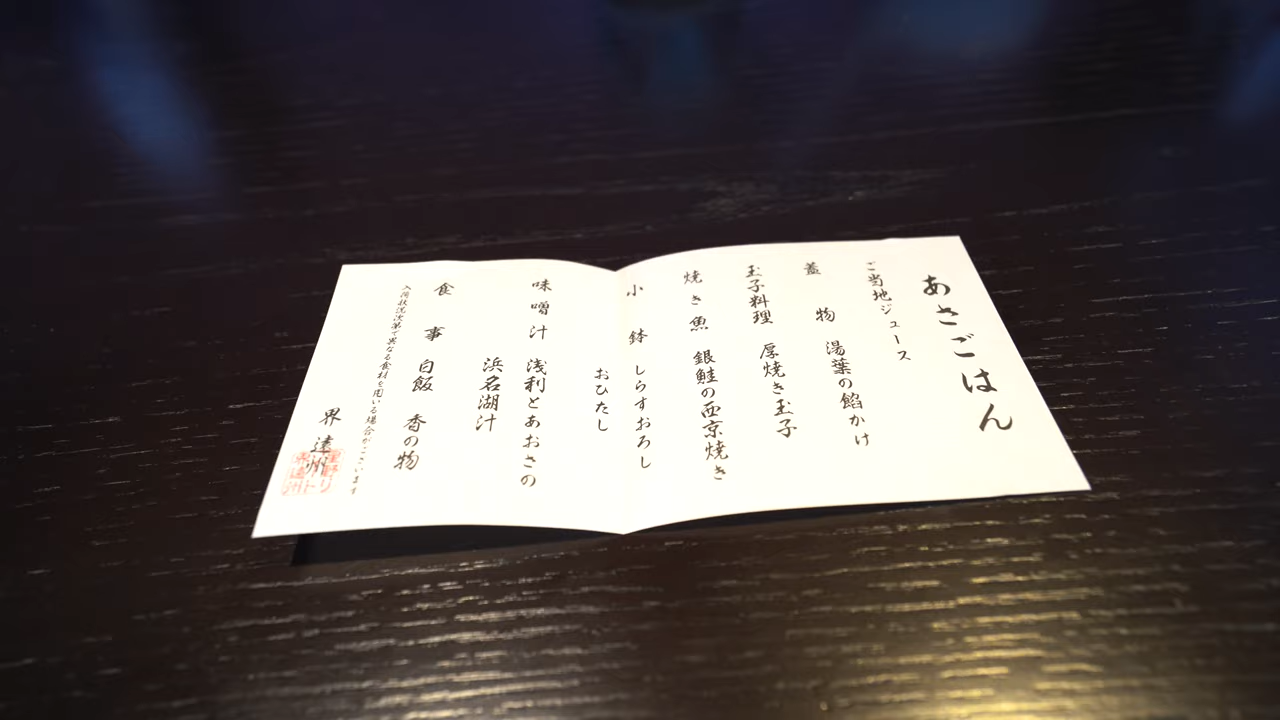 あさごはん
ご当地ジュース
蓋物 湯葉の餡かけ
玉子料理 厚焼き玉子
焼き魚 銀鮭の西京焼き
小鉢 しらすおろし
おひたし
味噌汁 浅利とあおさの
浜名湖汁
食事 白飯 香の物
入荷状況次第で異なる食材を用いる場合がございます
界 遠州